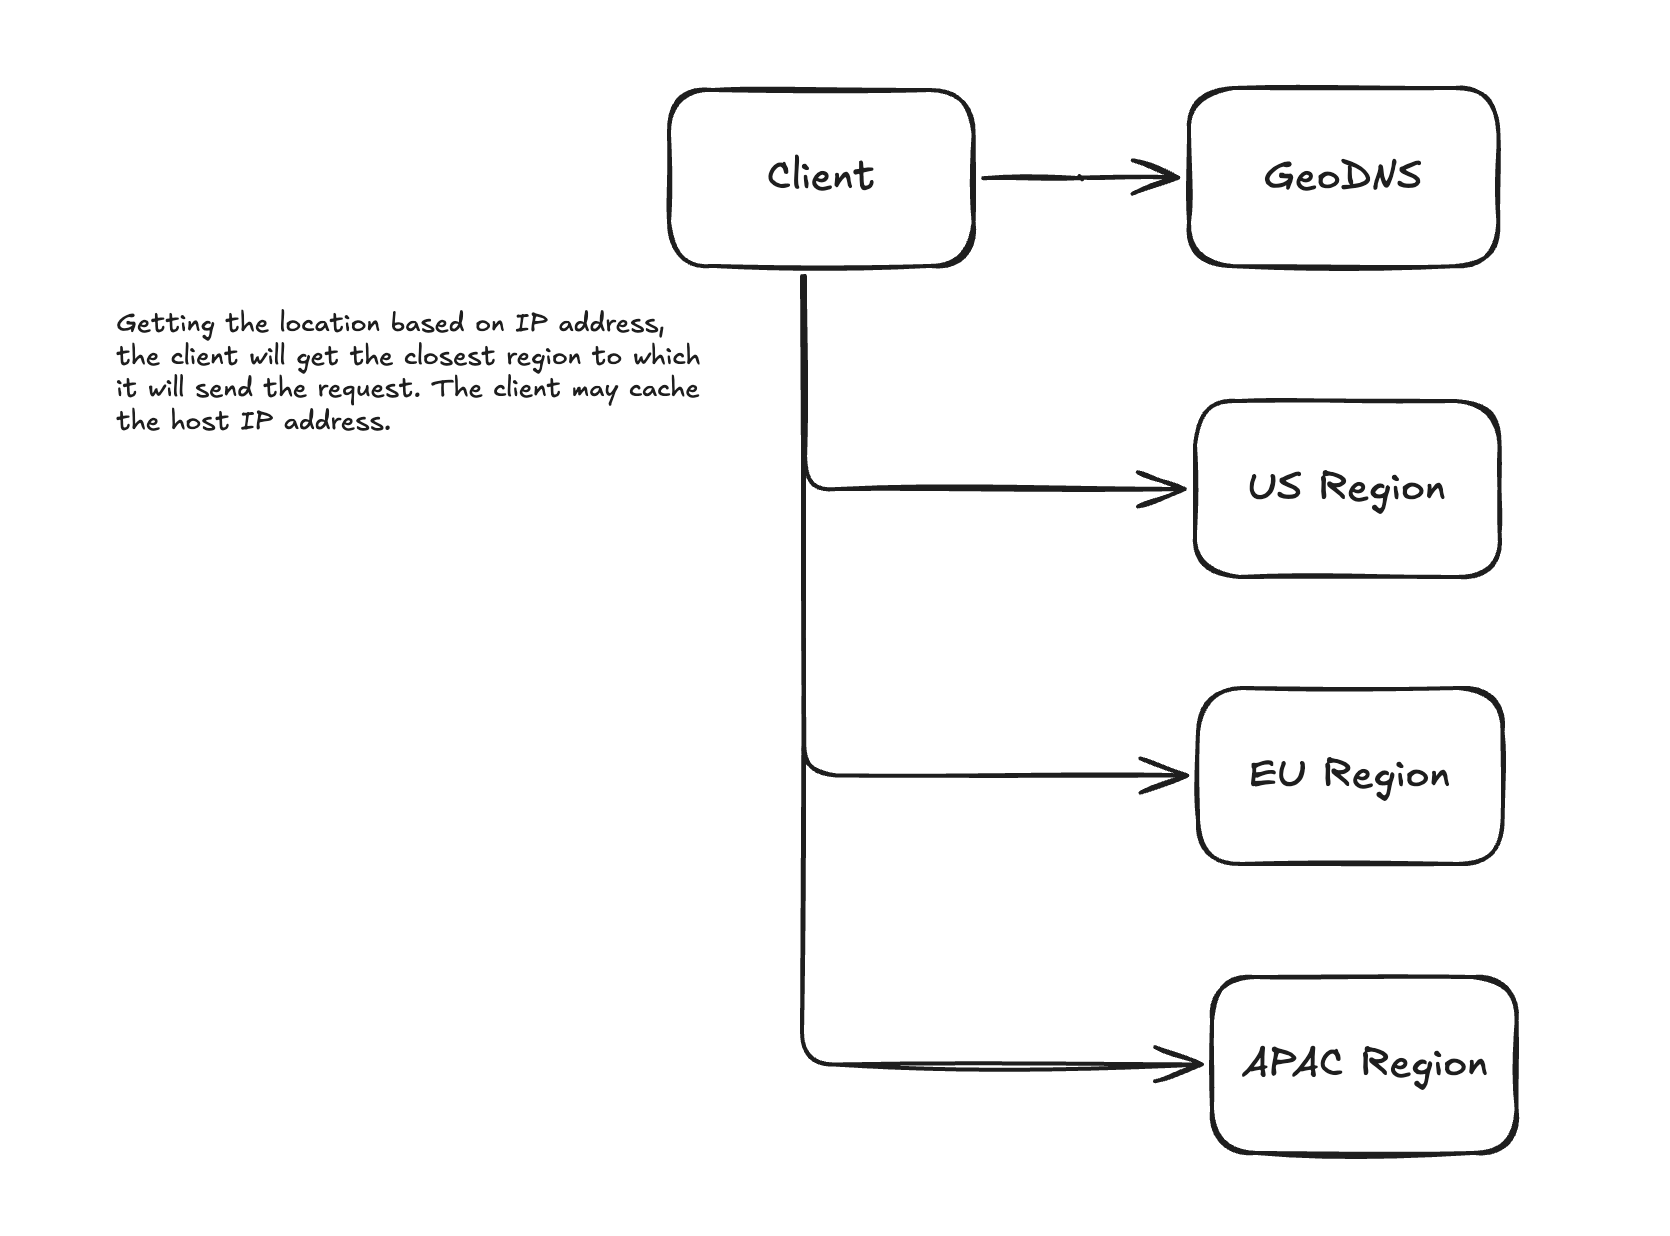 Client
GeoDNS
Getting the location based on IP address,
the client will get the closest region to which
it will send the request. The client may cache
the host IP address.
US Region
EU Region
APAC Region